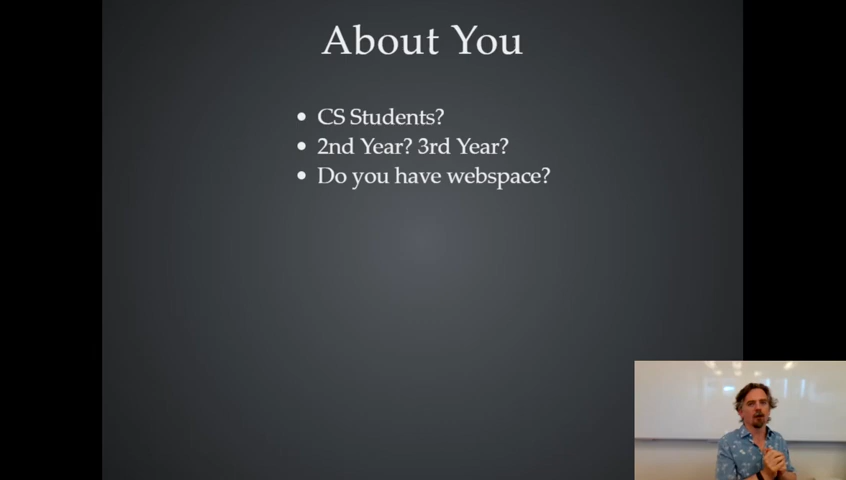 About You
• CS Students?
• 2nd Year? 3rd Year?
• Do you have webspace?